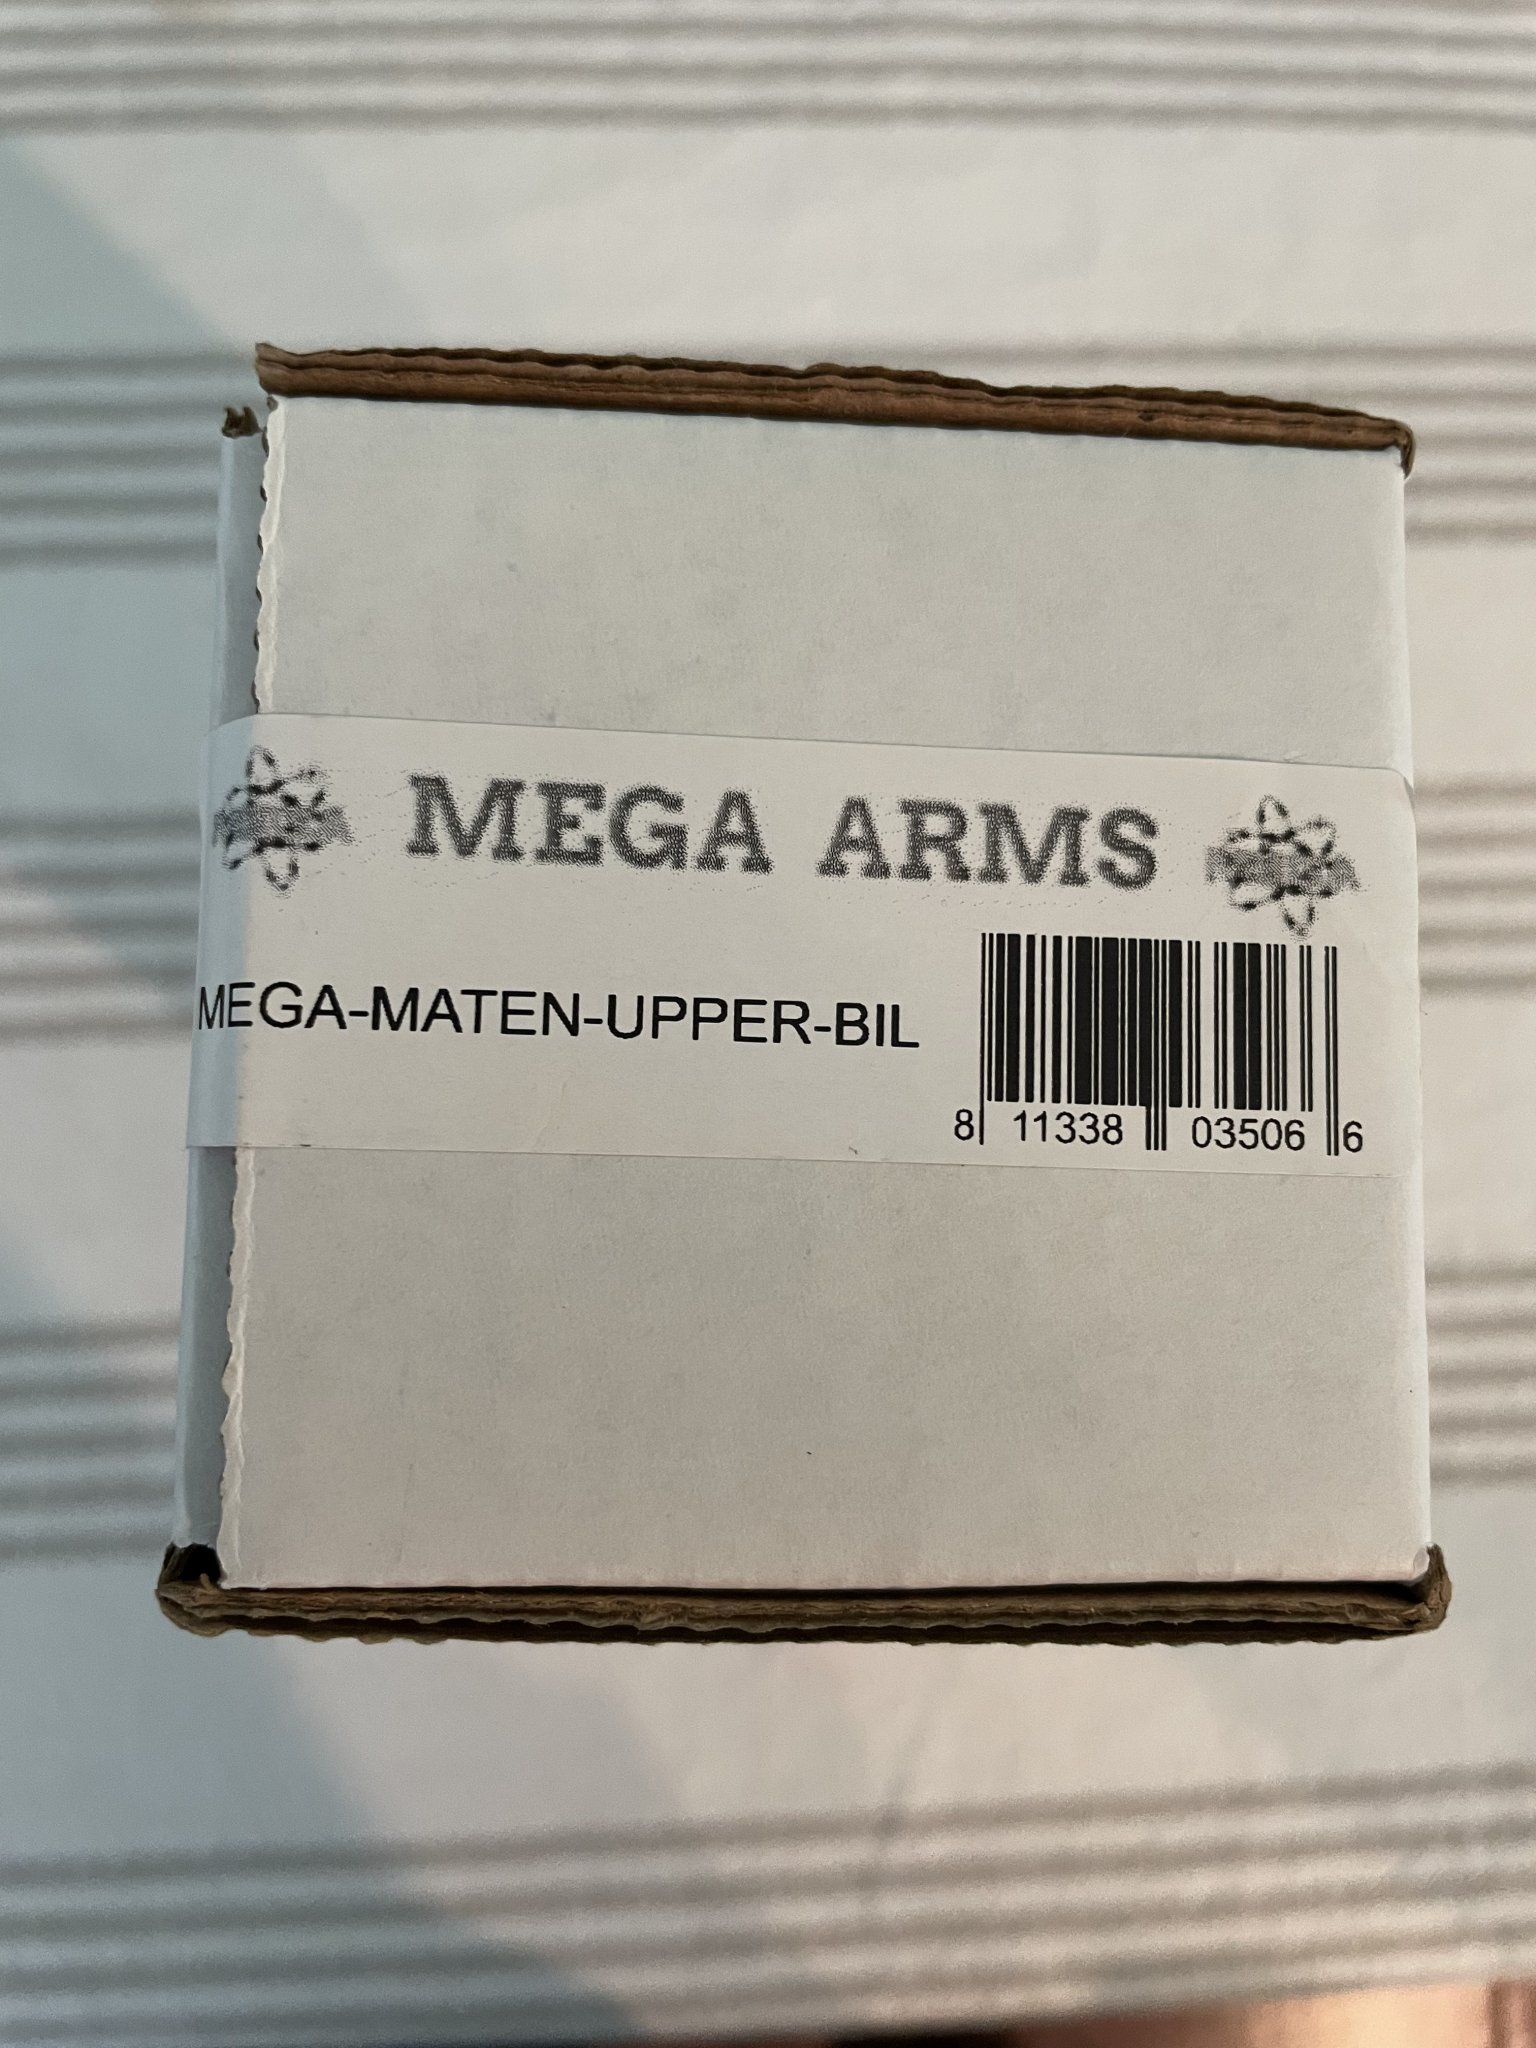 MEGA ARMS
MEGA-MATEN-UPPER-BIL
8 11338 03506 6